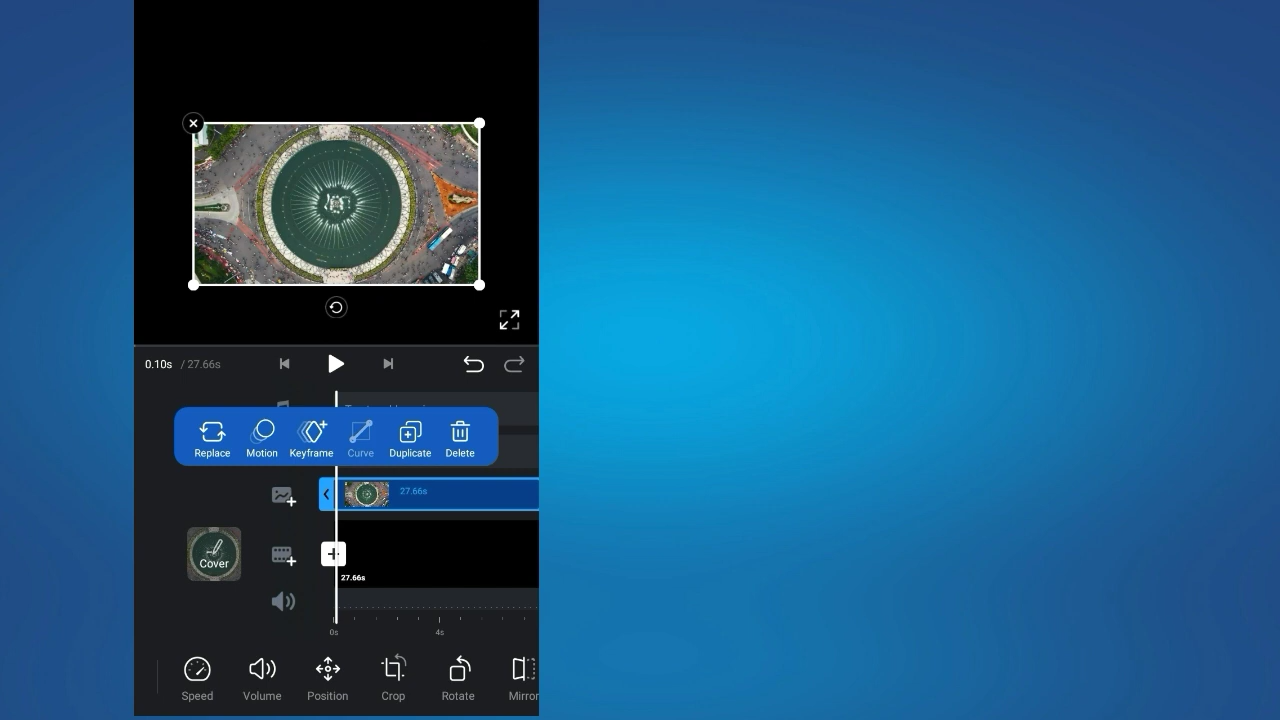 0.10s / 27.66s
Replace Motion Keyframe Curve Duplicate Delete
27.66s
Cover
27.66s
0s 4s
Speed Volume Position Crop Rotate Mirror